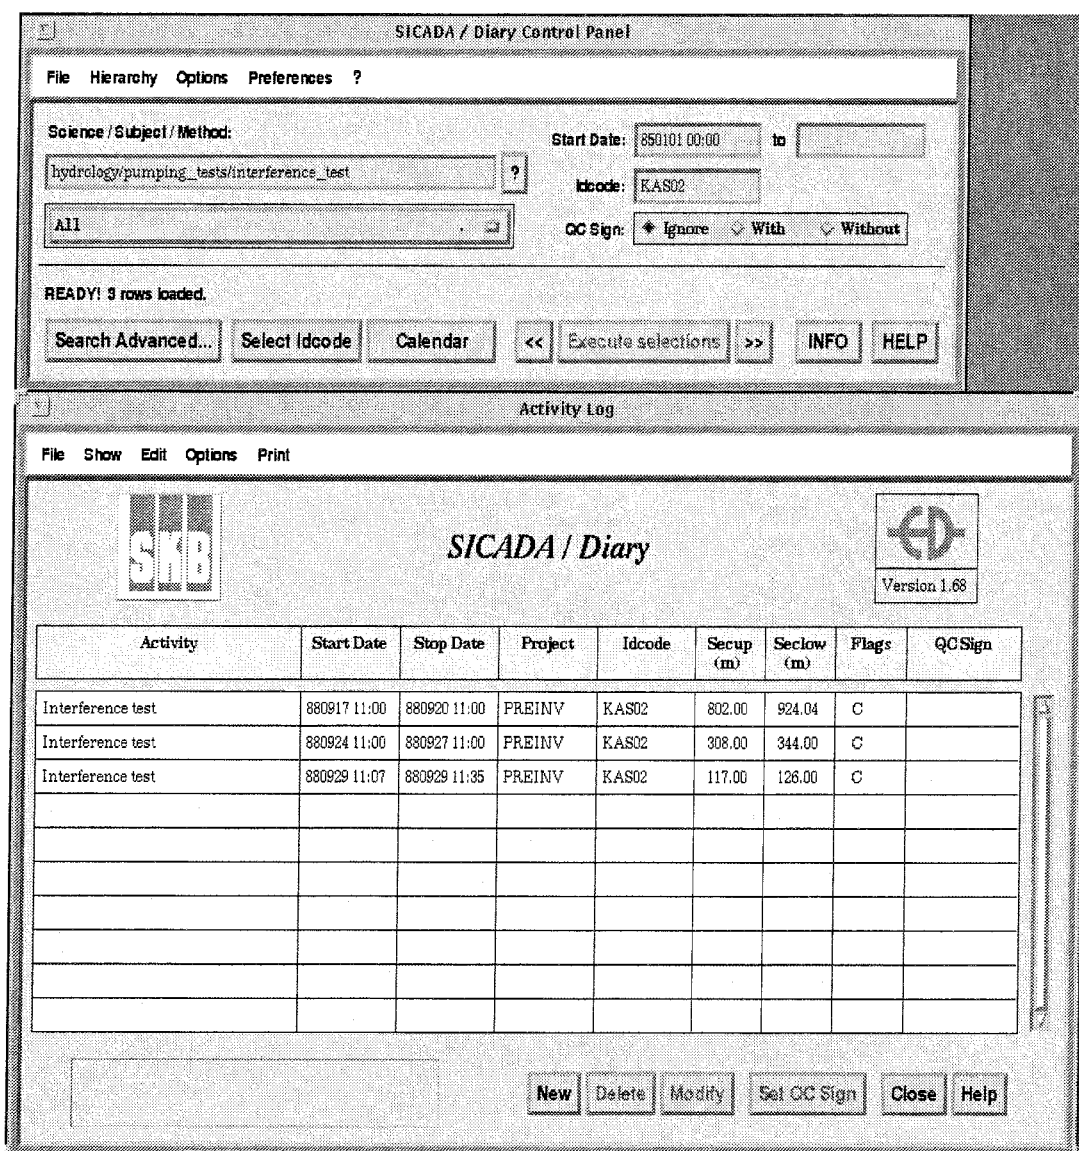 SICADA / Diary Control Panel
File Hierarchy Options Preferences ?
Science / Subject / Method:
Start Date: 850101 00:00 to
hydrology/pumping_tests/interference_test ?
Idcode: KAS02
All
QC Sign: Ignore With Without
READY! 3 rows loaded.
Search Advanced... Select Idcode Calendar << Execute selections >> INFO HELP
Activity Log
File Show Edit Options Print
SKB
SICADA / Diary
Version 1.68
Activity Start Date Stop Date Project Idcode Secup (m) Seclow (m) Flags QC Sign
Interference test 880917 11:00 880920 11:00 PREINV KAS02 802.00 924.04 C
Interference test 880924 11:00 880927 11:00 PREINV KAS02 308.00 344.00 C
Interference test 880929 11:07 880929 11:35 PREINV KAS02 117.00 126.00 C
New Delete Modify Set QC Sign Close Help